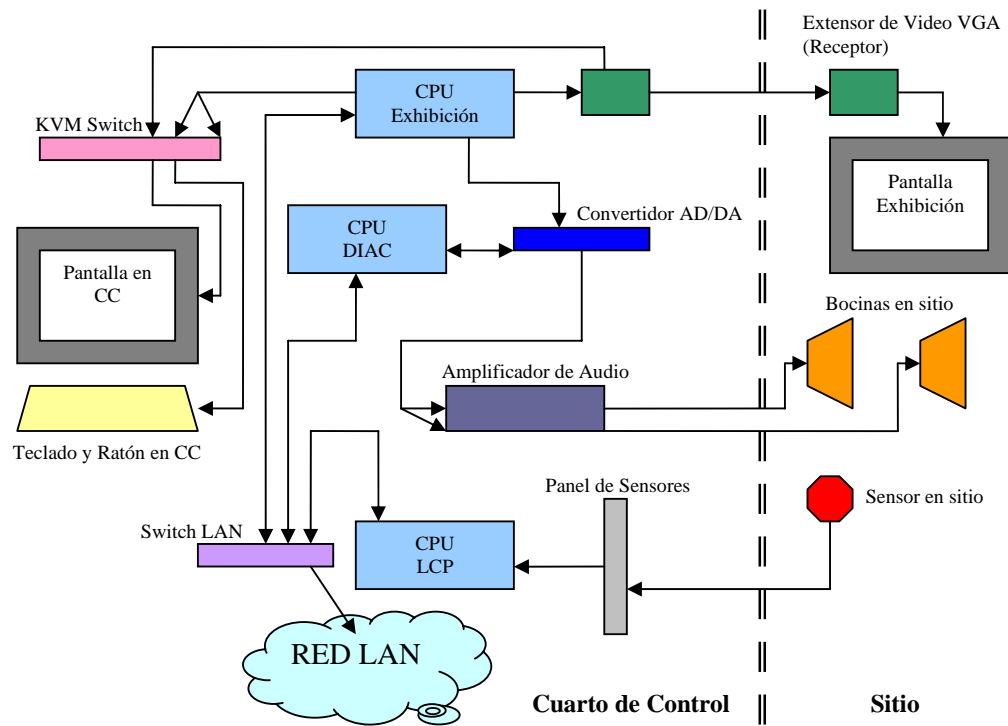 Extensor de Video VGA
(Receptor)
CPU
Exhibición
KVM Switch
Pantalla
Exhibición
CPU
DIAC
Convertidor AD/DA
Pantalla en
CC
Bocinas en sitio
Amplificador de Audio
Teclado y Ratón en CC
Panel de Sensores
Sensor en sitio
Switch LAN
CPU
LCP
RED LAN
Cuarto de Control
Sitio